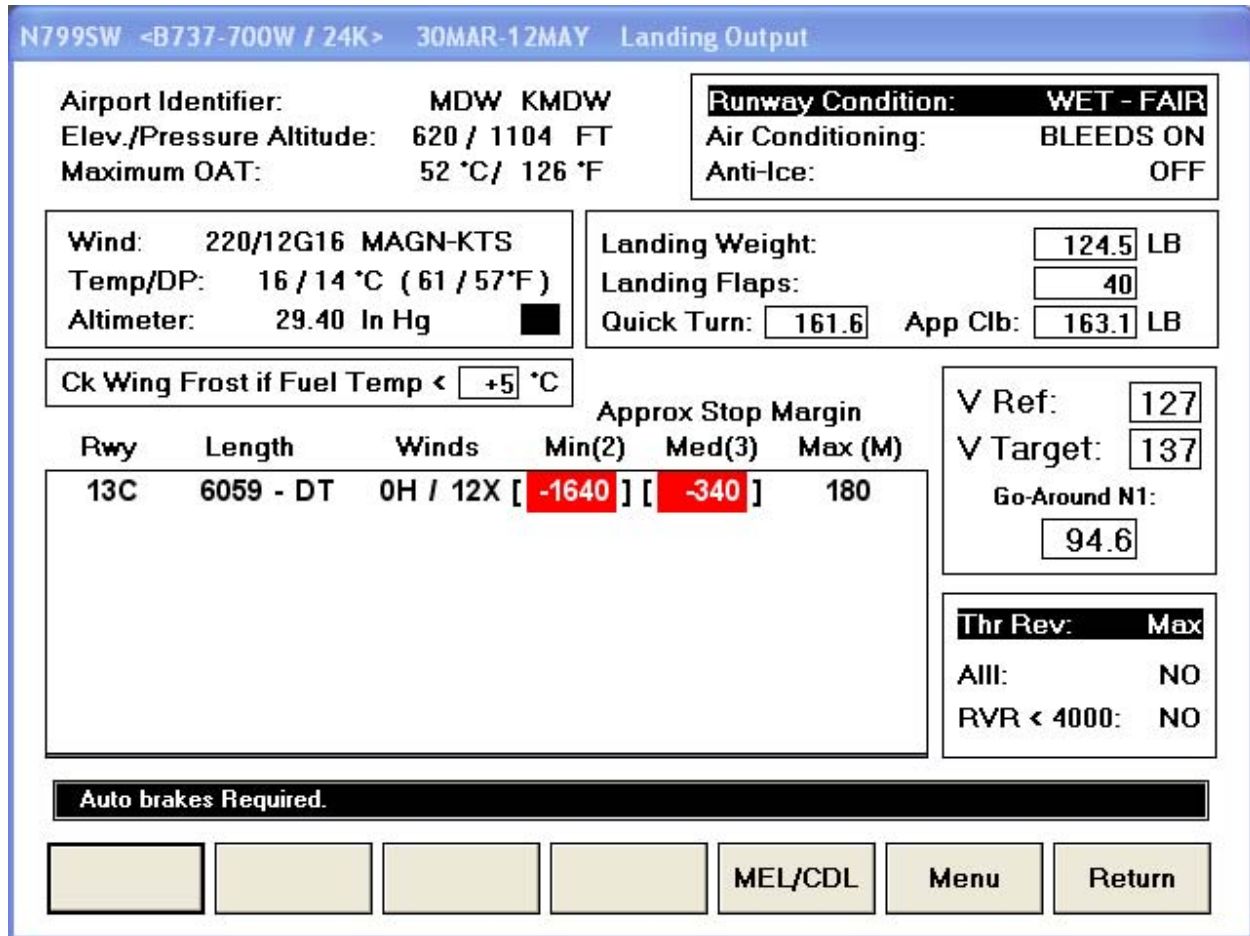 N799SW <B737-700W / 24K> 30MAR-12MAY Landing Output
Airport Identifier: MDW KMDW
Elev./Pressure Altitude: 620 / 1104 FT
Maximum OAT: 52 °C/ 126 °F
Runway Condition: WET - FAIR
Air Conditioning: BLEEDS ON
Anti-Ice: OFF
Wind: 220/12G16 MAGN-KTS
Temp/DP: 16 / 14 °C ( 61 / 57°F )
Altimeter: 29.40 In Hg
Landing Weight: 124.5 LB
Landing Flaps: 40
Quick Turn: 161.6 App Clb: 163.1 LB
Ck Wing Frost if Fuel Temp < +5 °C
Approx Stop Margin
Rwy Length Winds Min(2) Med(3) Max (M)
13C 6059 - DT 0H / 12X [ -1640 ] [ -340 ] 180
V Ref: 127
V Target: 137
Go-Around N1:
94.6
Thr Rev: Max
AIII: NO
RVR < 4000: NO
Auto brakes Required.
MEL/CDL Menu Return